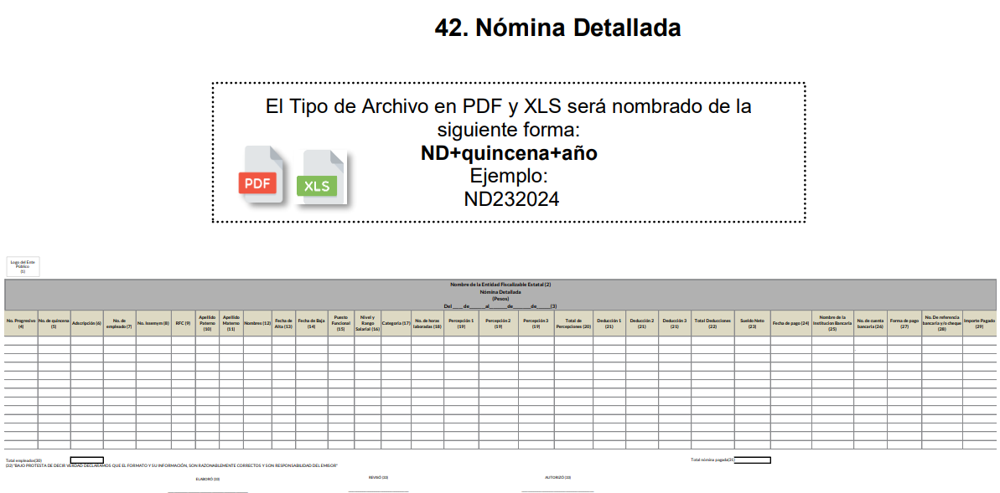 42. Nómina Detallada
El Tipo de Archivo en PDF y XLS será nombrado de la
siguiente forma:
ND+quincena+año
Ejemplo:
ND232024
PDF
XLS
Logo del Ente
Público
(1)
Nombre de la Entidad Fiscalizable Estatal (2)
Nómina Detallada
(Pesos)
Del ____ de______al______de______de_____(3)
No. Progresivo (4)
No. de quincena (5)
Adscripción (6)
No. de empleado (7)
No. Issemym (8)
RFC (9)
Apellido Paterno (10)
Apellido Materno (11)
Nombres (12)
Fecha de Alta (13)
Fecha de Baja (14)
Puesto Funcional (15)
Nivel y Rango Salarial (16)
Categoria (17)
No. de horas laboradas (18)
Percepción 1 (19)
Percepción 2 (19)
Percepción 3 (19)
Total de Percepciones (20)
Deducción 1 (21)
Deducción 2 (21)
Deducción 3 (21)
Total Deducciones (22)
Sueldo Neto (23)
Fecha de pago (24)
Nombre de la Institucion Bancaria (25)
No. de cuenta bancaria (26)
Forma de pago (27)
No. De referencia bancaria y/o cheque (28)
Importe Pagado (29)
Total empleados(30)
Total nómina pagada(31)
(32) "BAJO PROTESTA DE DECIR VERDAD DECLARAMOS QUE EL FORMATO Y SU INFORMACIÓN, SON RAZONABLEMENTE CORRECTOS Y SON RESPONSABILIDAD DEL EMISOR"
ELABORÓ (33)
REVISÓ (33)
AUTORIZÓ (33)